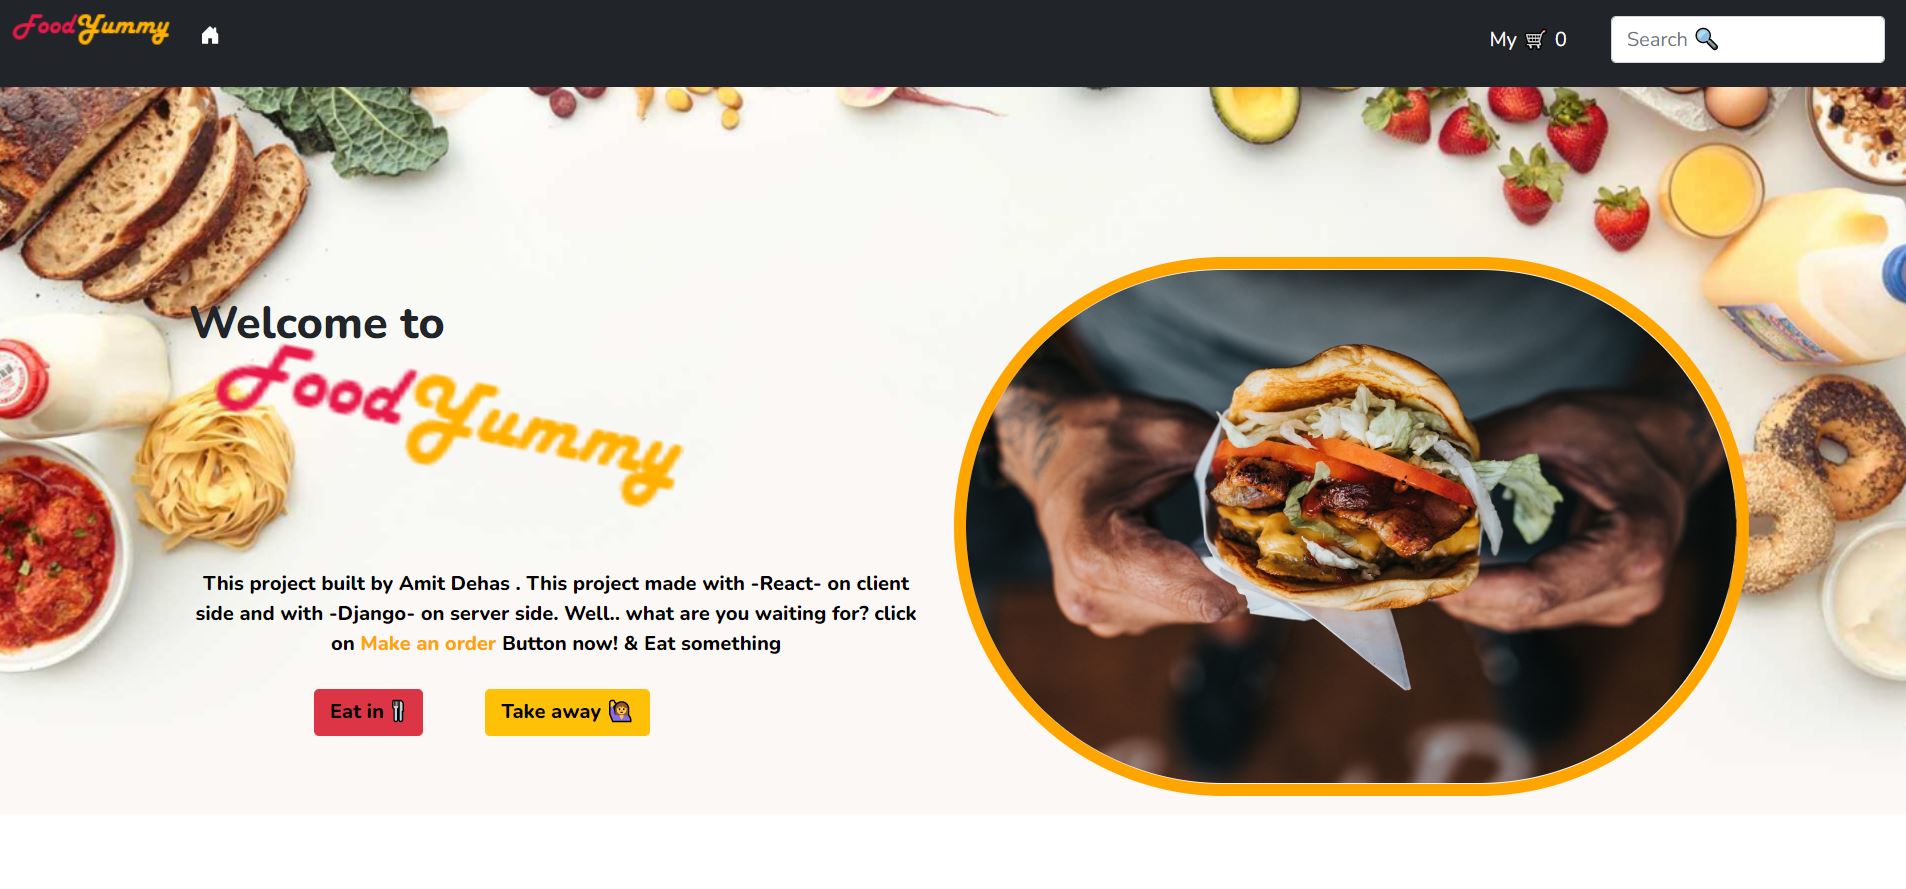 FoodYummy
My 🛒 0
Search 🔍
Welcome to
FoodYummy
This project built by Amit Dehas . This project made with -React- on client
side and with -Django- on server side. Well.. what are you waiting for? click
on Make an order Button now! & Eat something
Eat in 🍴
Take away 🙋